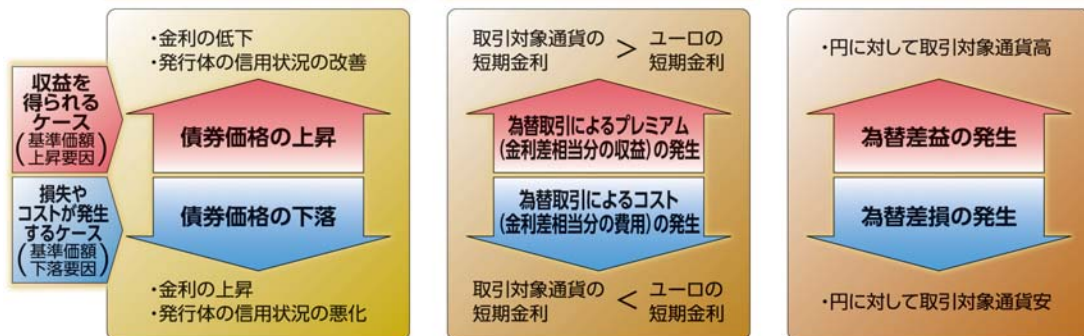 収益を
得られる
ケース
(基準価額
上昇要因)
損失や
コストが発生
するケース
(基準価額
下落要因)
・金利の低下
・発行体の信用状況の改善
債券価格の上昇
債券価格の下落
・金利の上昇
・発行体の信用状況の悪化
取引対象通貨の
短期金利
>
ユーロの
短期金利
為替取引によるプレミアム
(金利差相当分の収益)の発生
為替取引によるコスト
(金利差相当分の費用)の発生
取引対象通貨の
短期金利
<
ユーロの
短期金利
・円に対して取引対象通貨高
為替差益の発生
為替差損の発生
・円に対して取引対象通貨安